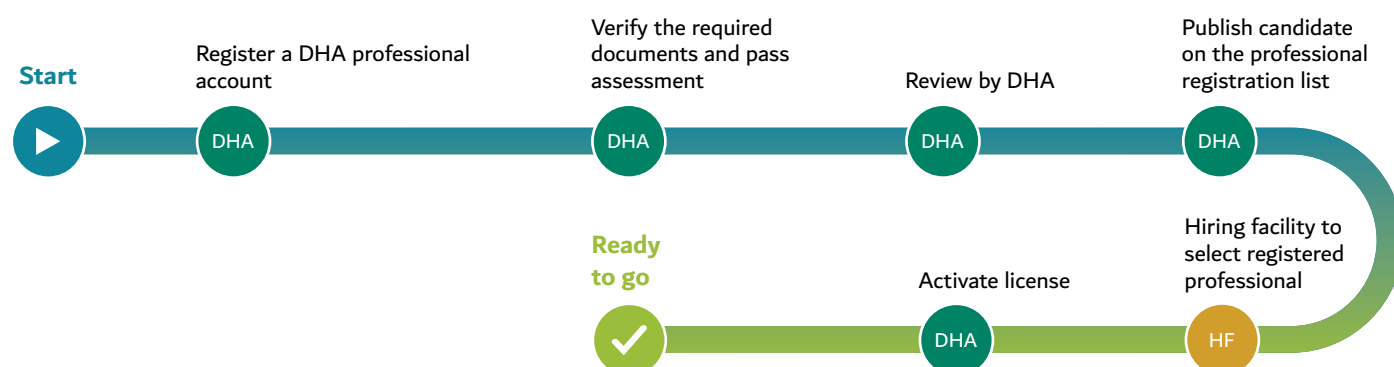 Start
Register a DHA professional
account
DHA
Verify the required
documents and pass
assessment
DHA
Review by DHA
DHA
Publish candidate
on the professional
registration list
DHA
Hiring facility to
select registered
professional
HF
Activate license
DHA
Ready
to go